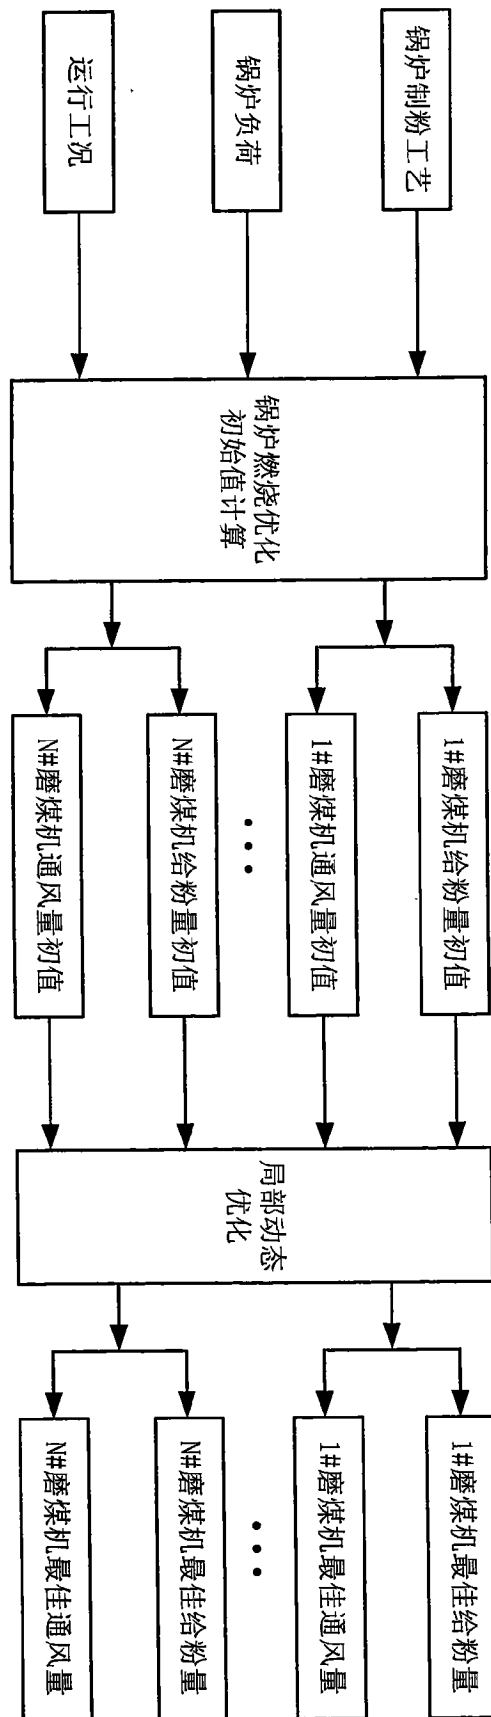 锅炉制粉工艺
锅炉负荷
运行工况
锅炉燃烧优化
初始值计算
1#磨煤机给粉量初值
1#磨煤机通风量初值
N#磨煤机给粉量初值
N#磨煤机通风量初值
局部动态
优化
1#磨煤机最佳给粉量
1#磨煤机最佳通风量
N#磨煤机最佳给粉量
N#磨煤机最佳通风量